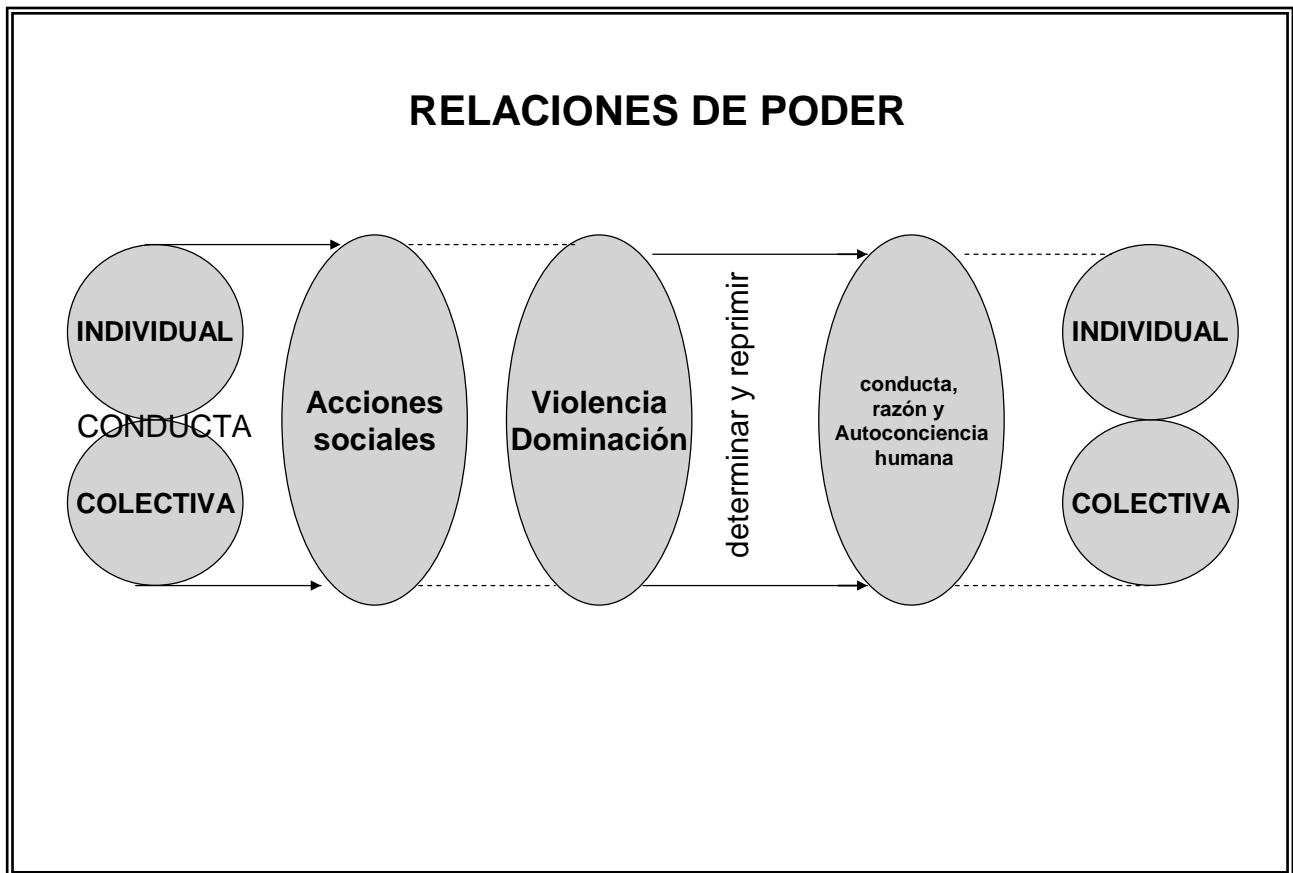 RELACIONES DE PODER
INDIVIDUAL
CONDUCTA
COLECTIVA
Acciones
sociales
Violencia
Dominación
determinar y reprimir
conducta,
razón y
Autoconciencia
humana
INDIVIDUAL
COLECTIVA